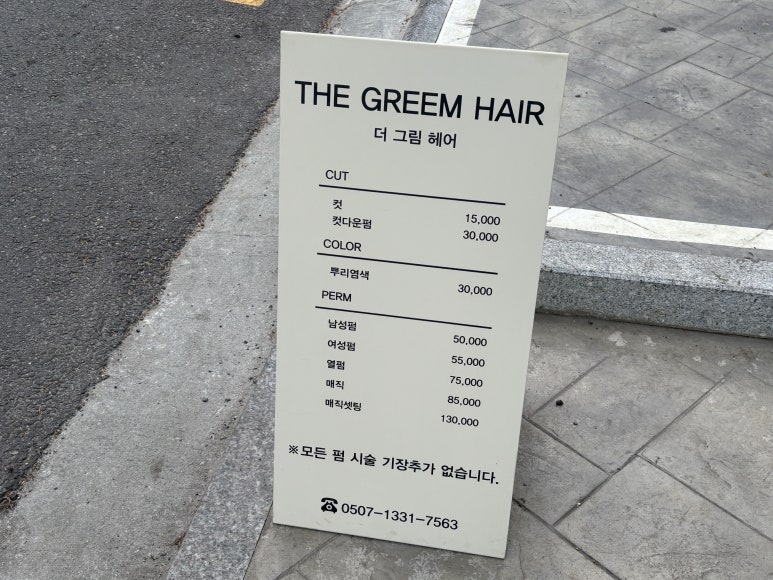 THE GREEM HAIR
더 그림 헤어
CUT
컷 15,000
컷다운펌 30,000
COLOR
뿌리염색 30,000
PERM
남성펌 50,000
여성펌 55,000
열펌 75,000
매직 85,000
매직셋팅 130,000
※모든 펌 시술 기장추가 없습니다.
☎0507-1331-7563